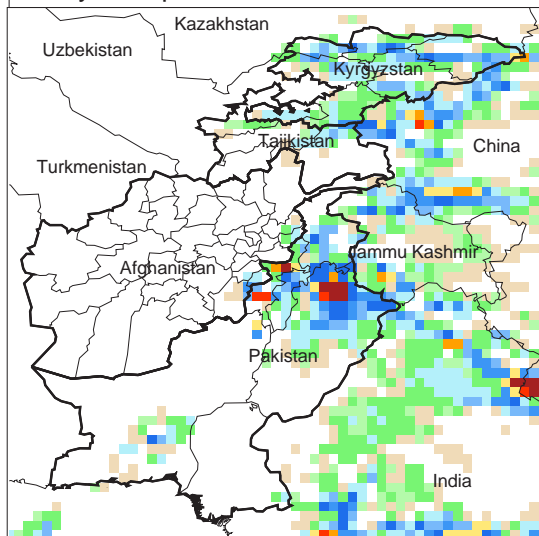 Kazakhstan
Uzbekistan
Kyrgyzstan
Tajikistan
China
Turkmenistan
Jammu Kashmir
Afghanistan
Pakistan
India